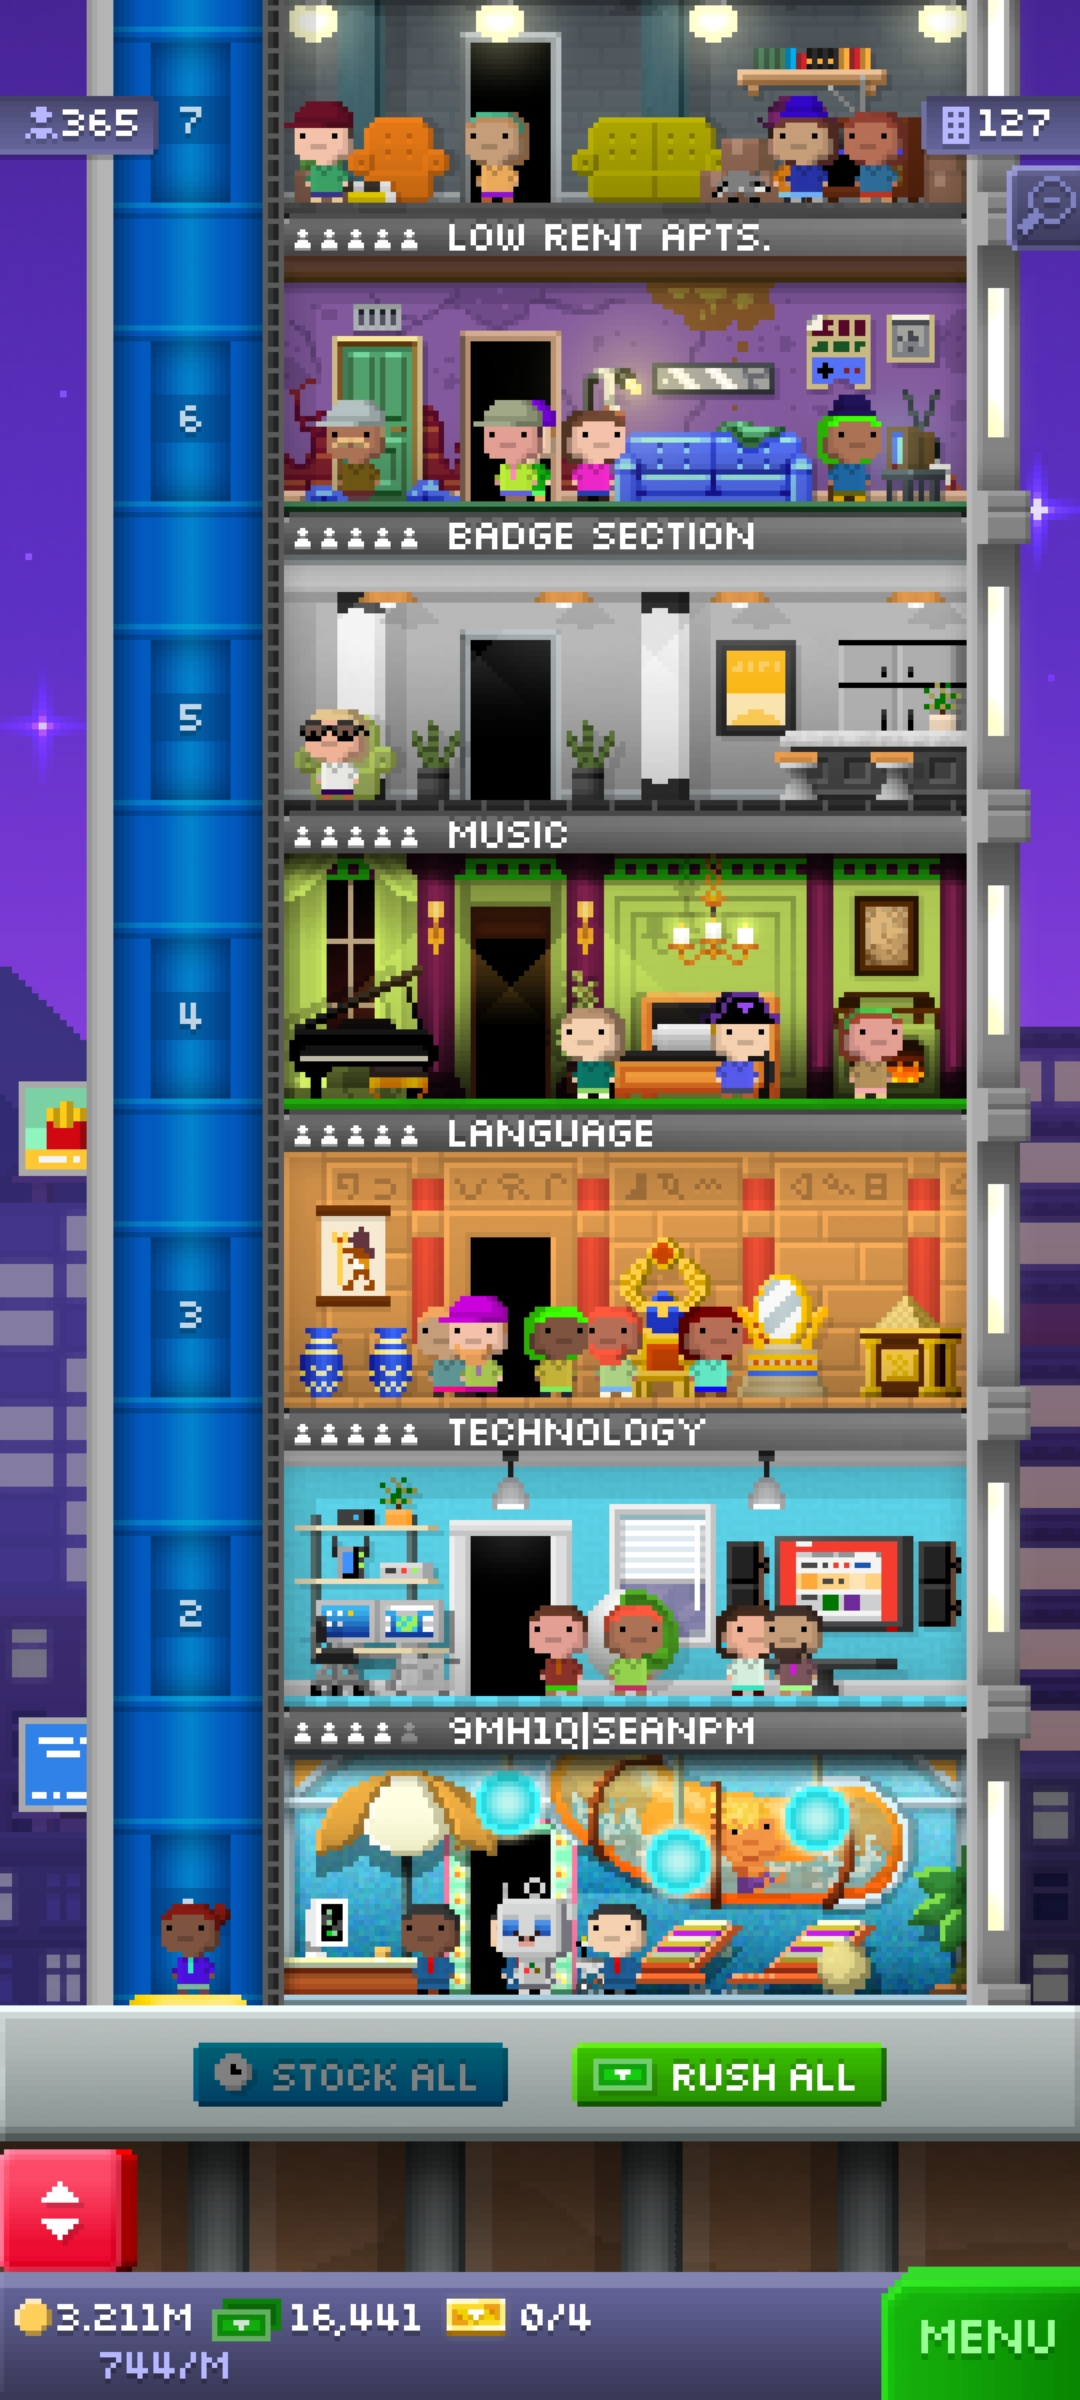 365
7
127
LOW RENT APTS.
6
BADGE SECTION
5
MUSIC
4
LANGUAGE
3
TECHNOLOGY
2
9MH1Q|SEANPM
STOCK ALL
RUSH ALL
3.211M
16,441
0/4
744/M
MENU